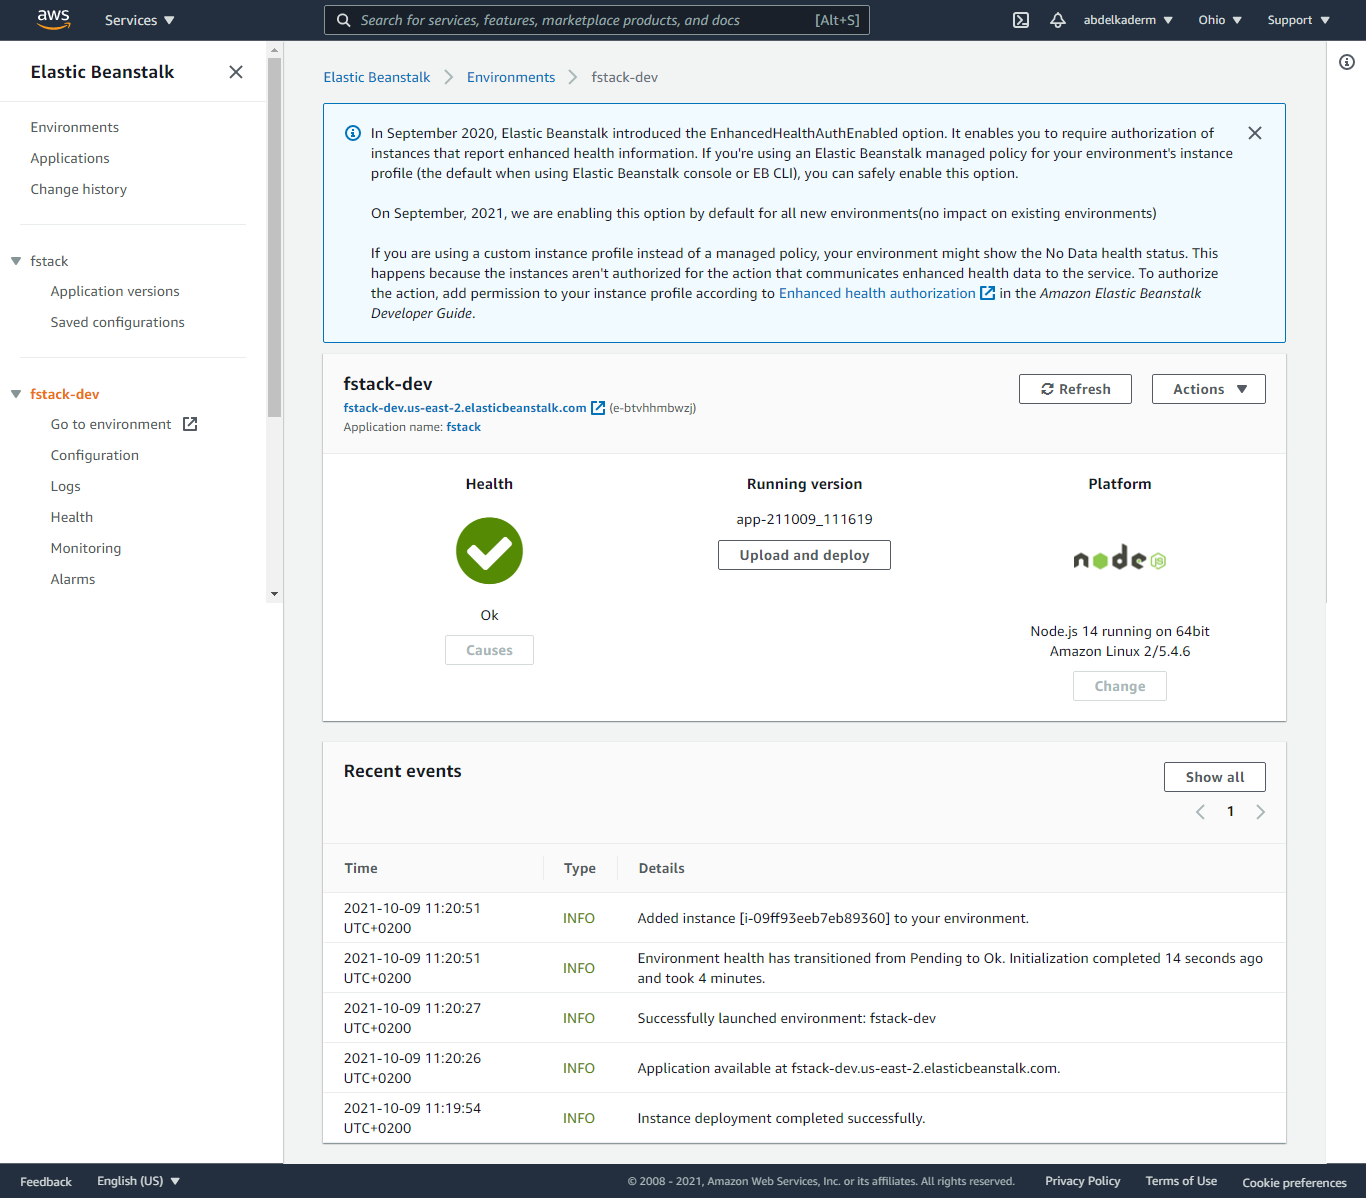 aws
Services
Search for services, features, marketplace products, and docs
[Alt+S]
abdelkaderm
Ohio
Support
Elastic Beanstalk
Environments
Applications
Change history
fstack
Application versions
Saved configurations
fstack-dev
Go to environment
Configuration
Logs
Health
Monitoring
Alarms
Elastic Beanstalk
Environments
fstack-dev
In September 2020, Elastic Beanstalk introduced the EnhancedHealthAuthEnabled option. It enables you to require authorization of
instances that report enhanced health information. If you're using an Elastic Beanstalk managed policy for your environment's instance
profile (the default when using Elastic Beanstalk console or EB CLI), you can safely enable this option.
On September, 2021, we are enabling this option by default for all new environments(no impact on existing environments)
If you are using a custom instance profile instead of a managed policy, your environment might show the No Data health status. This
happens because the instances aren't authorized for the action that communicates enhanced health data to the service. To authorize
the action, add permission to your instance profile according to Enhanced health authorization in the Amazon Elastic Beanstalk
Developer Guide.
fstack-dev
fstack-dev.us-east-2.elasticbeanstalk.com (e-btvhhmbwzj)
Application name: fstack
Refresh
Actions
Health
Ok
Causes
Running version
app-211009_111619
Upload and deploy
Platform
node JS
Node.js 14 running on 64bit
Amazon Linux 2/5.4.6
Change
Recent events
Show all
1
Time Type Details
2021-10-09 11:20:51
UTC+0200
INFO
Added instance [i-09ff93eeb7eb89360] to your environment.
2021-10-09 11:20:51
UTC+0200
INFO
Environment health has transitioned from Pending to Ok. Initialization completed 14 seconds ago
and took 4 minutes.
2021-10-09 11:20:27
UTC+0200
INFO
Successfully launched environment: fstack-dev
2021-10-09 11:20:26
UTC+0200
INFO
Application available at fstack-dev.us-east-2.elasticbeanstalk.com.
2021-10-09 11:19:54
UTC+0200
INFO
Instance deployment completed successfully.
Feedback
English (US)
© 2008 - 2021, Amazon Web Services, Inc. or its affiliates. All rights reserved.
Privacy Policy
Terms of Use
Cookie preferences